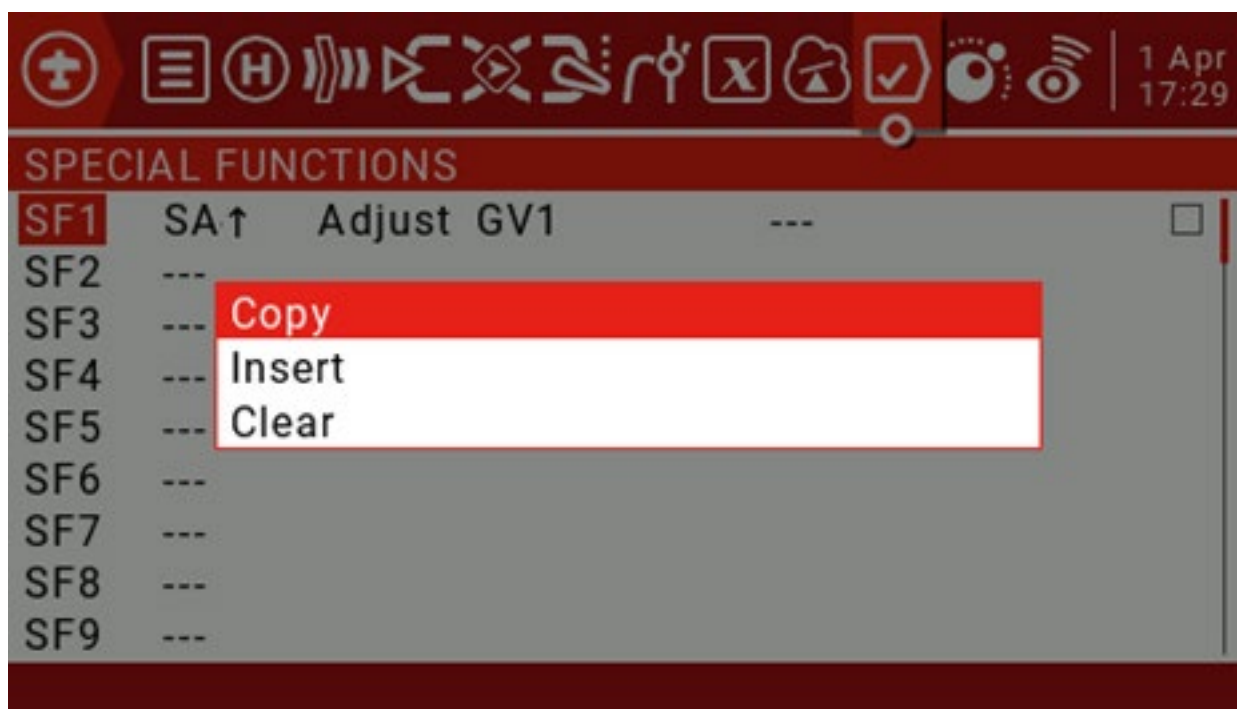 1 Apr
17:29
SPECIAL FUNCTIONS
SF1 SA↑ Adjust GV1 ---
SF2 ---
SF3 --- Copy
SF4 --- Insert
SF5 --- Clear
SF6 ---
SF7 ---
SF8 ---
SF9 ---